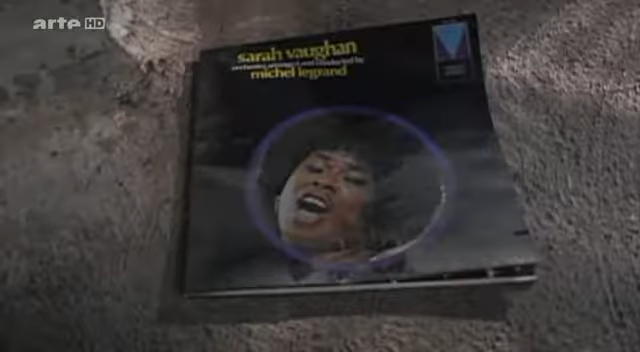 arte HD
sarah vaughan
orchestra arranged and conducted by
michel legrand